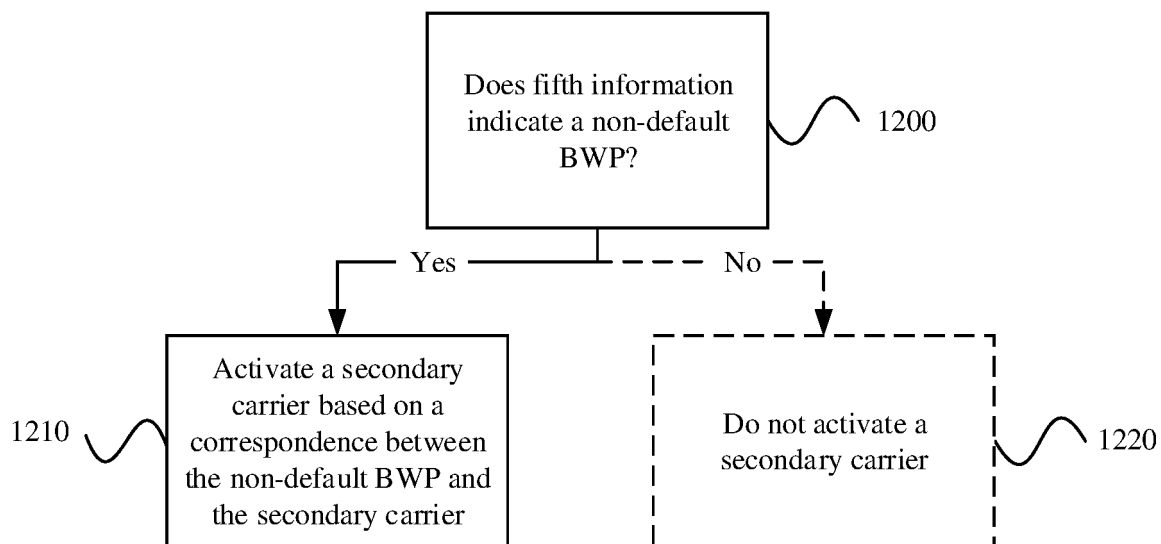 Does fifth information
indicate a non-default
BWP?
1200
Yes
No
Activate a secondary
carrier based on a
correspondence between
the non-default BWP and
the secondary carrier
1210
Do not activate a
secondary carrier
1220